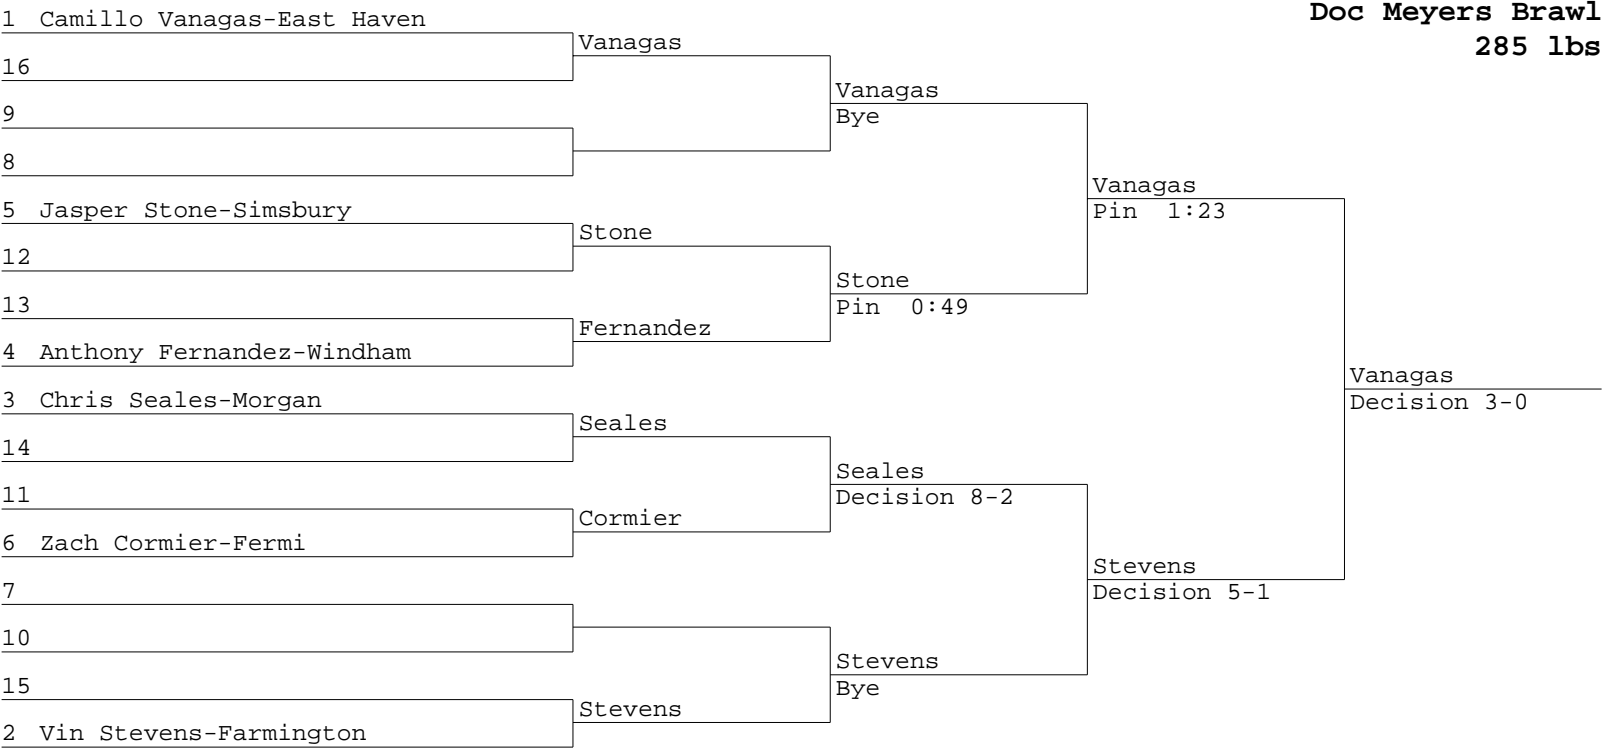 Doc Meyers Brawl
285 lbs
1 Camillo Vanagas-East Haven
16
9
8
5 Jasper Stone-Simsbury
12
13
4 Anthony Fernandez-Windham
3 Chris Seales-Morgan
14
11
6 Zach Cormier-Fermi
7
10
15
2 Vin Stevens-Farmington
Vanagas
Stone
Fernandez
Seales
Cormier
Stevens
Vanagas
Bye
Stone
Pin 0:49
Seales
Decision 8-2
Stevens
Bye
Vanagas
Pin 1:23
Stevens
Decision 5-1
Vanagas
Decision 3-0